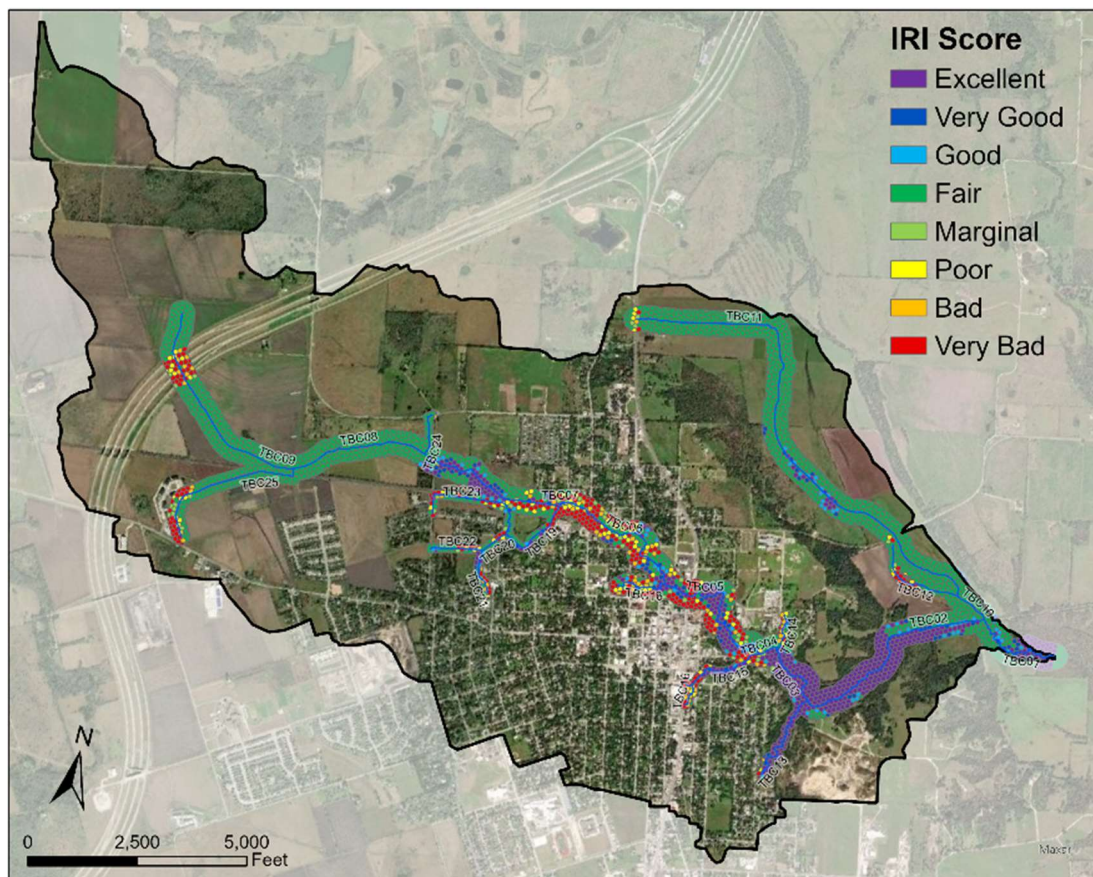 IRI Score
Excellent
Very Good
Good
Fair
Marginal
Poor
Bad
Very Bad
TBC11
TBC08
TBC09
TBC24
TBC25
TBC23
TBC07
TBC06
TBC22
TBC20
TBC19
TBC21
TBC05
TBC12
TBC10
TBC02
TBC14
TBC04
TBC01
TBC15
TBC03
TBC13
N
0 2,500 5,000
Feet